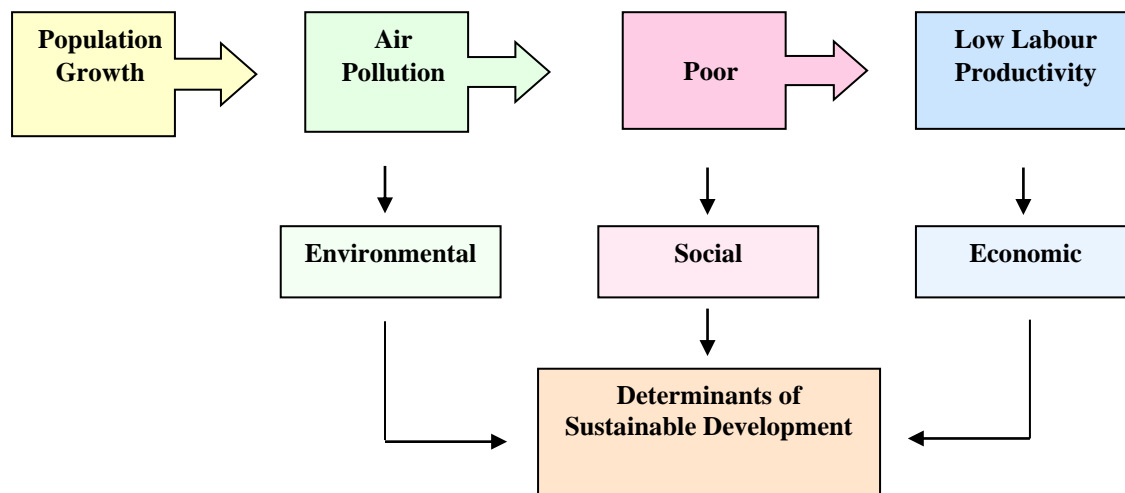 Population
Growth
Air
Pollution
Poor
Low Labour
Productivity
Environmental
Social
Economic
Determinants of
Sustainable Development